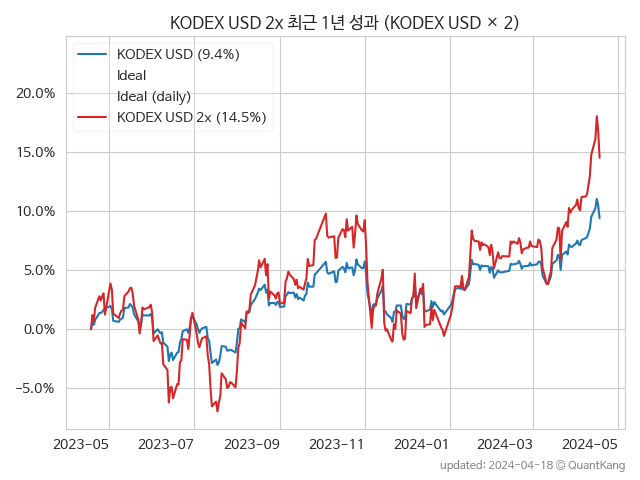 KODEX USD 2x 최근 1년 성과 (KODEX USD × 2)
KODEX USD (9.4%)
Ideal
Ideal (daily)
KODEX USD 2x (14.5%)
20.0%
15.0%
10.0%
5.0%
0.0%
−5.0%
2023-05 2023-07 2023-09 2023-11 2024-01 2024-03 2024-05
updated: 2024-04-18 © QuantKang